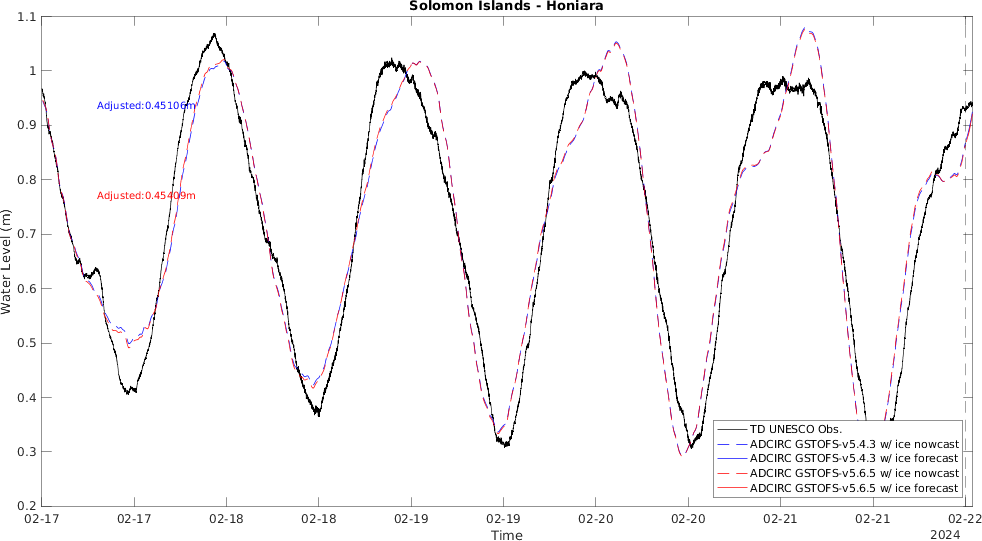 Solomon Islands - Honiara
1.1
1
0.9
0.8
0.7
0.6
0.5
0.4
0.3
0.2
Water Level (m)
Adjusted:0.45106m
Adjusted:0.45409m
TD UNESCO Obs.
ADCIRC GSTOFS-v5.4.3 w/ ice nowcast
ADCIRC GSTOFS-v5.4.3 w/ ice forecast
ADCIRC GSTOFS-v5.6.5 w/ ice nowcast
ADCIRC GSTOFS-v5.6.5 w/ ice forecast
02-17 02-17 02-18 02-18 02-19 02-19 02-20 02-20 02-21 02-21 02-22
Time
2024